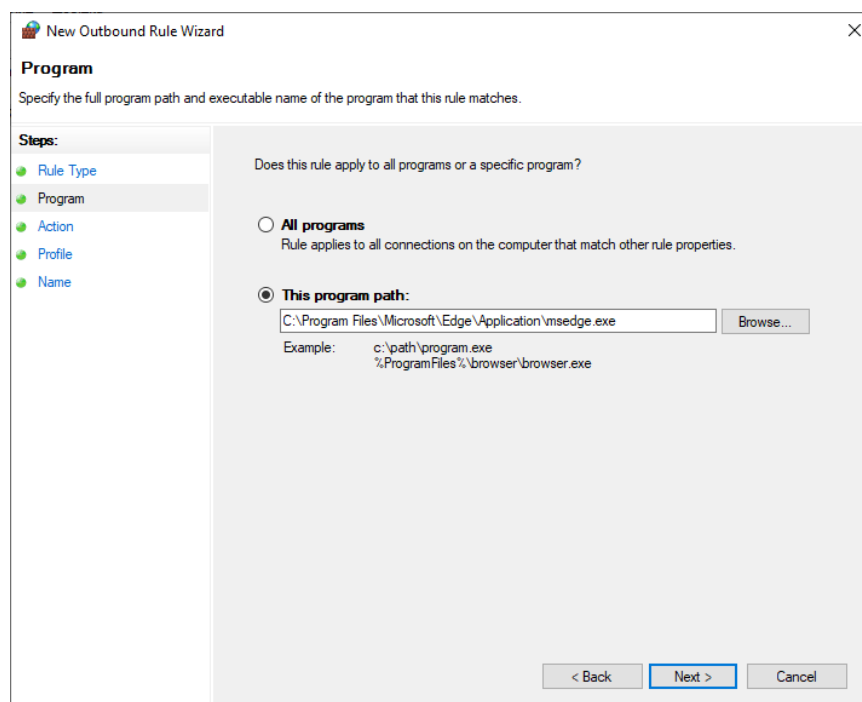 New Outbound Rule Wizard
Program
Specify the full program path and executable name of the program that this rule matches.
Steps:
Rule Type
Program
Action
Profile
Name
Does this rule apply to all programs or a specific program?
All programs
Rule applies to all connections on the computer that match other rule properties.
This program path:
C:\Program Files\Microsoft\Edge\Application\msedge.exe
Browse...
Example: c:\path\program.exe
%ProgramFiles%\browser\browser.exe
< Back Next > Cancel